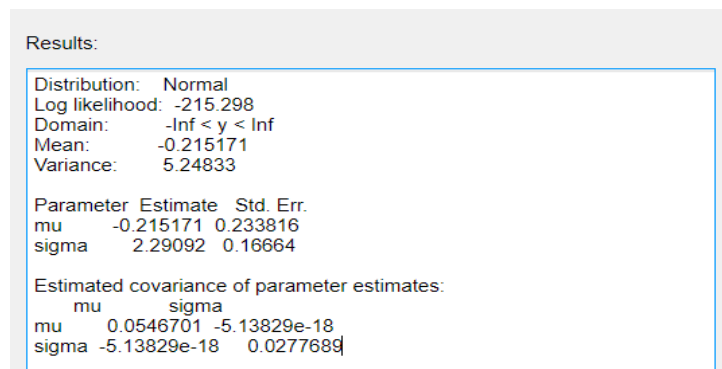 Results:
Distribution: Normal
Log likelihood: -215.298
Domain: -Inf < y < Inf
Mean: -0.215171
Variance: 5.24833
Parameter Estimate Std. Err.
mu -0.215171 0.233816
sigma 2.29092 0.16664
Estimated covariance of parameter estimates:
mu sigma
mu 0.0546701 -5.13829e-18
sigma -5.13829e-18 0.0277689